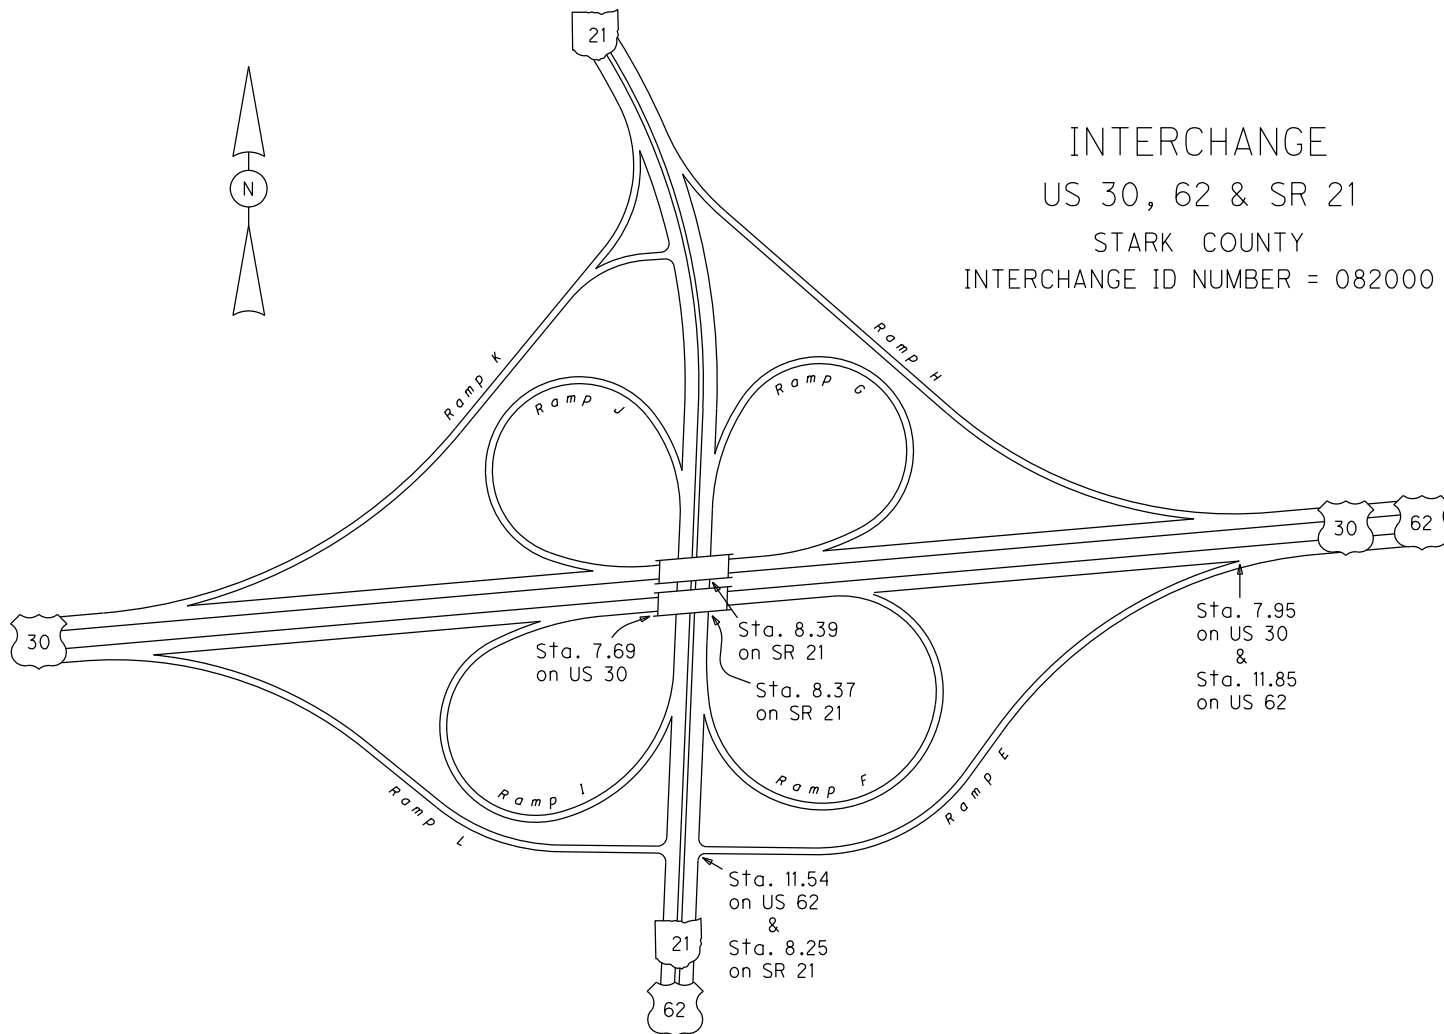 21
INTERCHANGE
US 30, 62 & SR 21
STARK COUNTY
INTERCHANGE ID NUMBER = 082000
N
Ramp H
Ramp K
Ramp G
Ramp J
30
62
30
Sta. 7.95
on US 30
&
Sta. 11.85
on US 62
Sta. 8.39
on SR 21
Sta. 7.69
on US 30
Sta. 8.37
on SR 21
Ramp I
Ramp F
Ramp E
Ramp L
Sta. 11.54
on US 62
&
Sta. 8.25
on SR 21
21
62